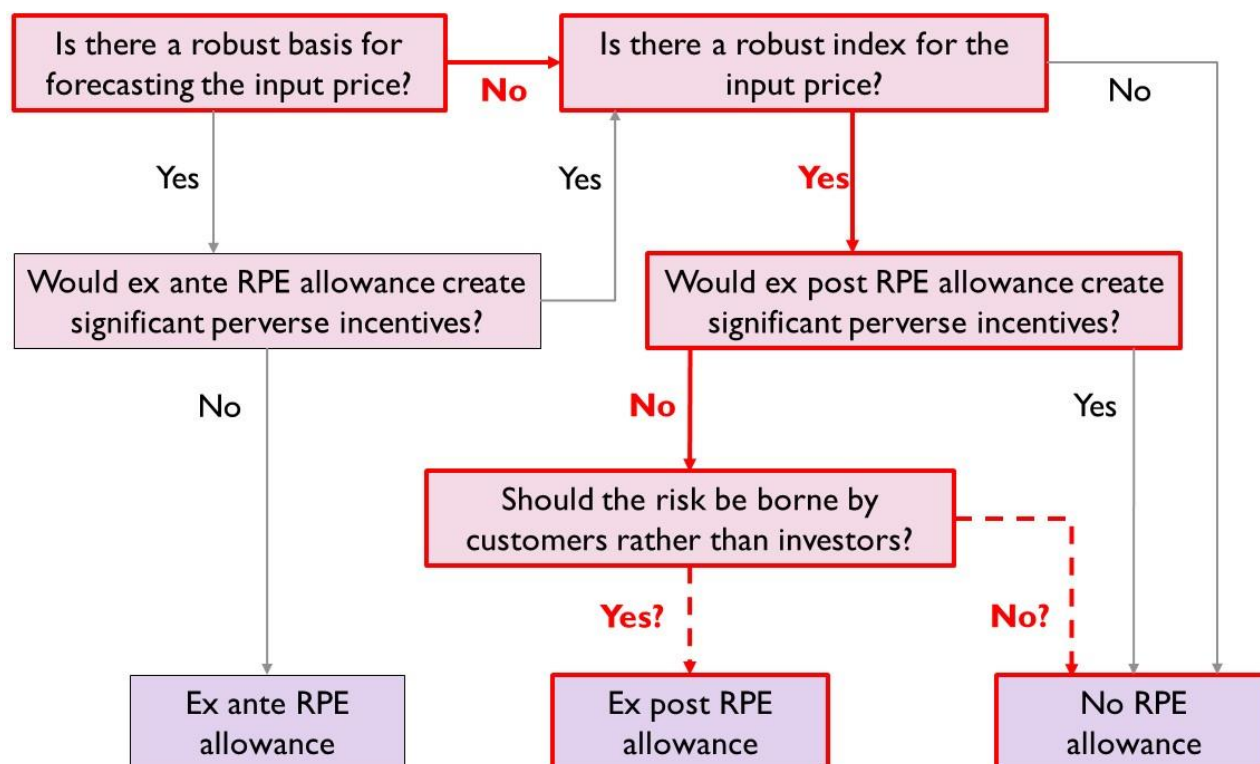 Is there a robust basis for
forecasting the input price?
No
Is there a robust index for the
input price?
No
Yes
Yes
Yes
Would ex ante RPE allowance create
significant perverse incentives?
Would ex post RPE allowance create
significant perverse incentives?
No
No
Yes
Should the risk be borne by
customers rather than investors?
Yes?
No?
Ex ante RPE
allowance
Ex post RPE
allowance
No RPE
allowance